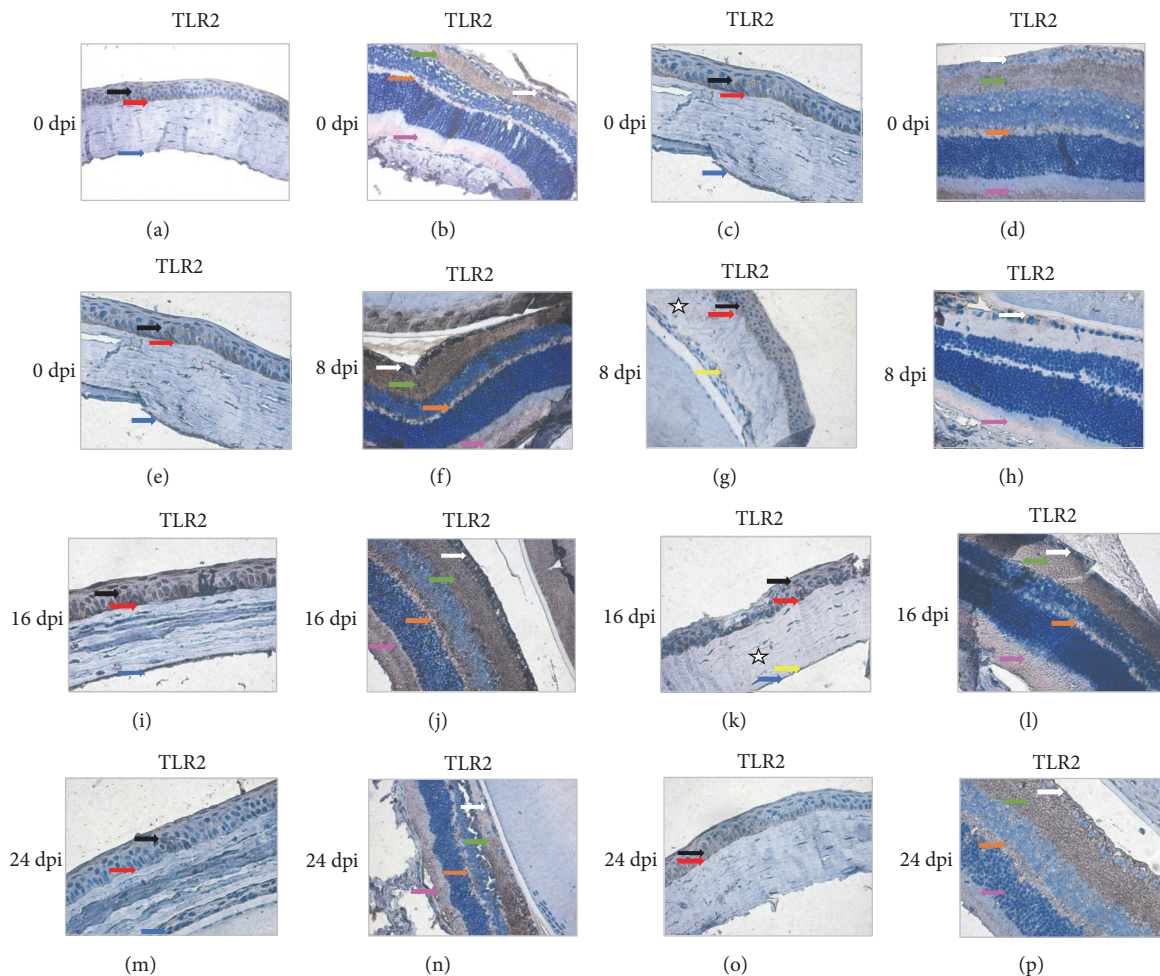 TLR2 TLR2 TLR2 TLR2
0 dpi 0 dpi 0 dpi 0 dpi
(a) (b) (c) (d)
TLR2 TLR2 TLR2 TLR2
0 dpi 8 dpi 8 dpi 8 dpi
(e) (f) (g) (h)
TLR2 TLR2 TLR2 TLR2
16 dpi 16 dpi 16 dpi 16 dpi
(i) (j) (k) (l)
TLR2 TLR2 TLR2 TLR2
24 dpi 24 dpi 24 dpi 24 dpi
(m) (n) (o) (p)